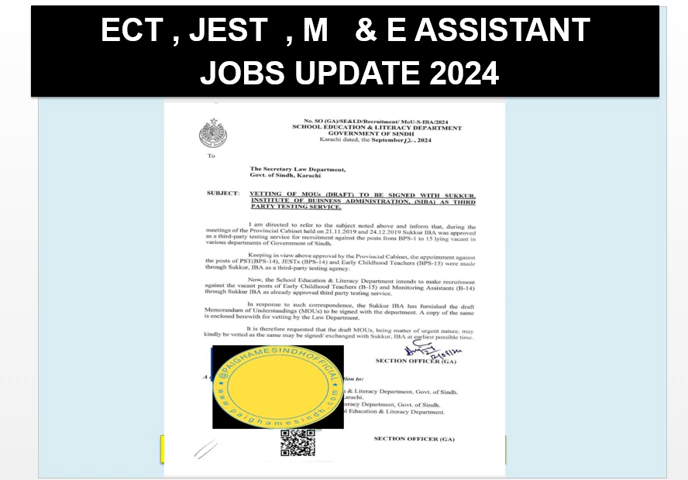 ECT , JEST , M & E ASSISTANT
JOBS UPDATE 2024
No. SO (GA)/SE&LD/Recruitment/ MoU-S-IBA/2024
SCHOOL EDUCATION & LITERACY DEPARTMENT
GOVERNMENT OF SINDH
Karachi dated, the September , 2024
To
The Secretary Law Department,
Govt. of Sindh, Karachi
SUBJECT: VETTING OF MOUs (DRAFT) TO BE SIGNED WITH SUKKUR
INSTITUTE OF BUISNESS ADMINISTRATION, (SIBA) AS THIRD
PARTY TESTING SERVICE.
I am directed to refer to the subject noted above and inform that, during the
meetings of the Provincial Cabinet held on 21.11.2019 and 24.12.2019 Sukkur IBA was approved
as a third-party testing service for recruitment against the posts from BPS-1 to 15 lying vacant in
various departments of Government of Sindh.
Keeping in view above approved by the Provincial Cabinet, the appointment against
the posts of PST(BPS-14), JESTs (BPS-14) and Early Childhood Teachers (BPS-15) were made
through Sukkur, IBA as a third-party testing agency.
Now, the School Education & Literacy Department intends to make recruitment
against the vacant posts of Early Childhood Teachers (B-15) and Monitoring Assistants (B-14)
through Sukkur IBA as already approved third party testing service.
In response to such correspondence, the Sukkur IBA has furnished the draft
Memorandum of Understandings (MOUs) to be signed with the department. A copy of the same
is enclosed herewith for vetting by the Law Department.
It is therefore requested that the draft MOUs, being matter of urgent nature, may
kindly be vetted as the same may be signed/ exchanged with Sukkur, IBA at earliest possible time.
SECTION OFFICER (GA)
@PAIGHAMESINDHOFFICIAL
paighamesindh.com
A to:
& Literacy Department, Govt. of Sindh.
Karachi.
Literacy Department, Govt. of Sindh.
Education & Literacy Department.
SECTION OFFICER (GA)